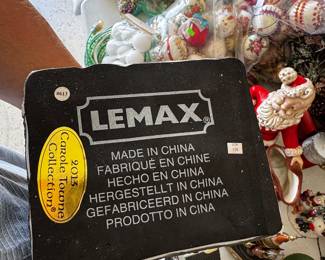 LEMAX®
MADE IN CHINA
FABRIQUÉ EN CHINE
HECHO EN CHINA
HERGESTELLT IN CHINA
GEFABRICEERD IN CHINA
PRODOTTO IN CINA
2013
Carole Towne
Collection®